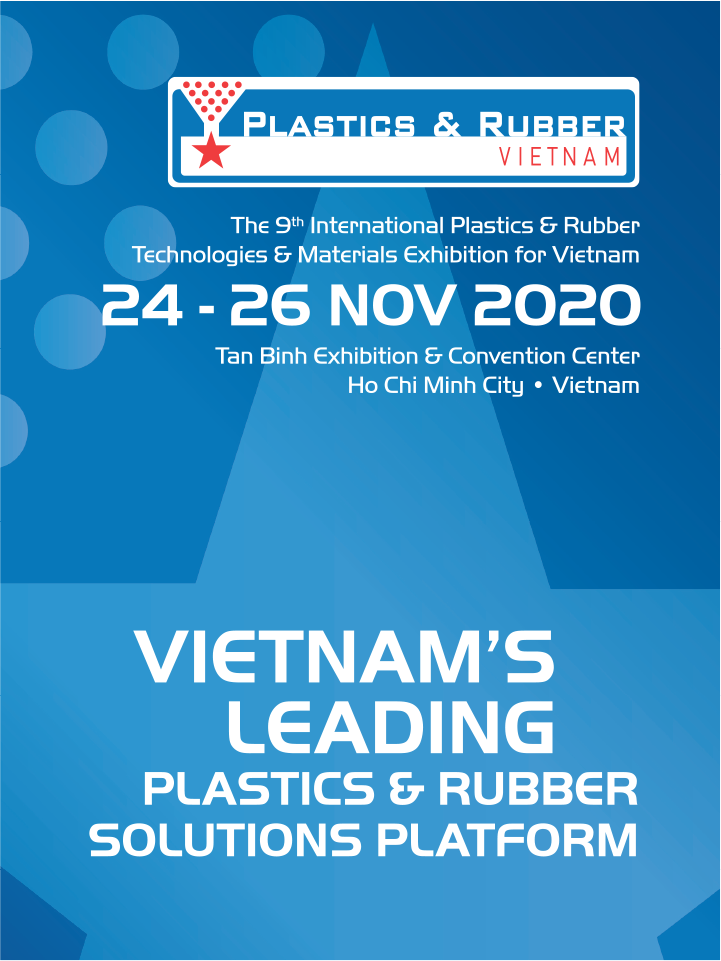 PLASTICS & RUBBER
VIETNAM
The 9th International Plastics & Rubber
Technologies & Materials Exhibition for Vietnam
24 - 26 NOV 2020
Tan Binh Exhibition & Convention Center
Ho Chi Minh City • Vietnam
VIETNAM'S
LEADING
PLASTICS & RUBBER
SOLUTIONS PLATFORM